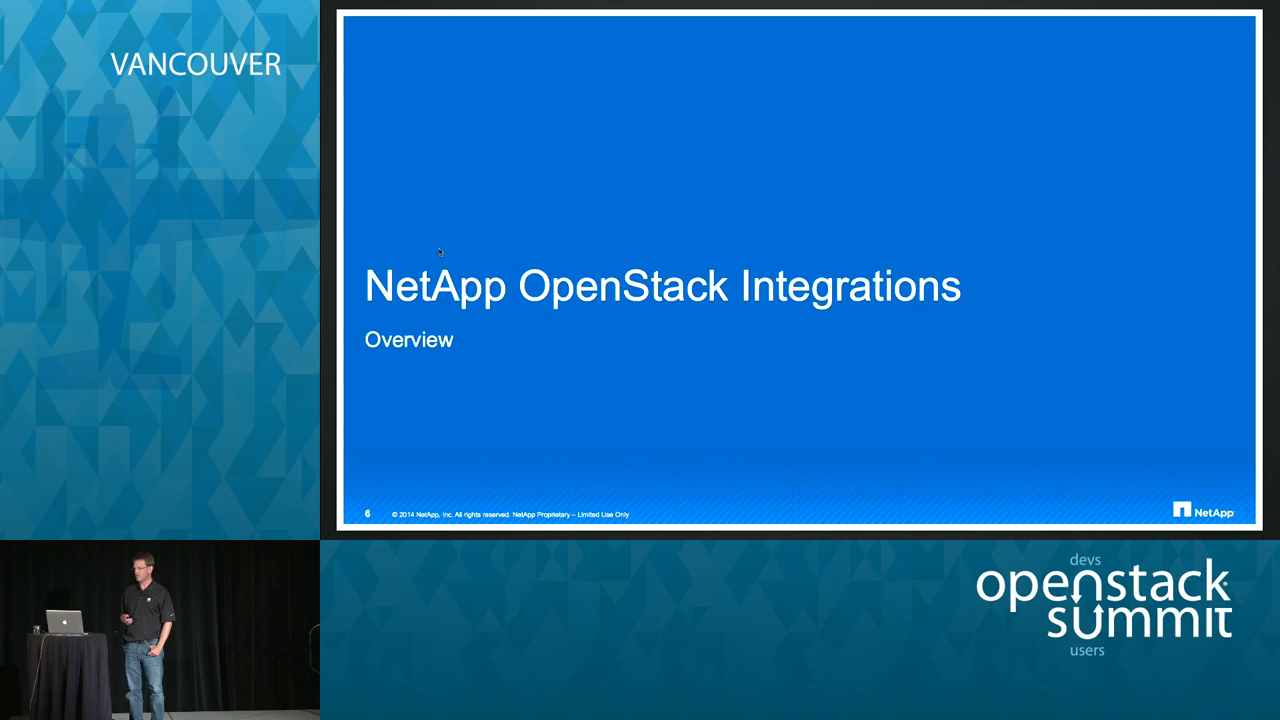 VANCOUVER
NetApp OpenStack Integrations
Overview
6
© 2014 NetApp, Inc. All rights reserved. NetApp Proprietary – Limited Use Only
NetApp
devs
openstack
summit
users